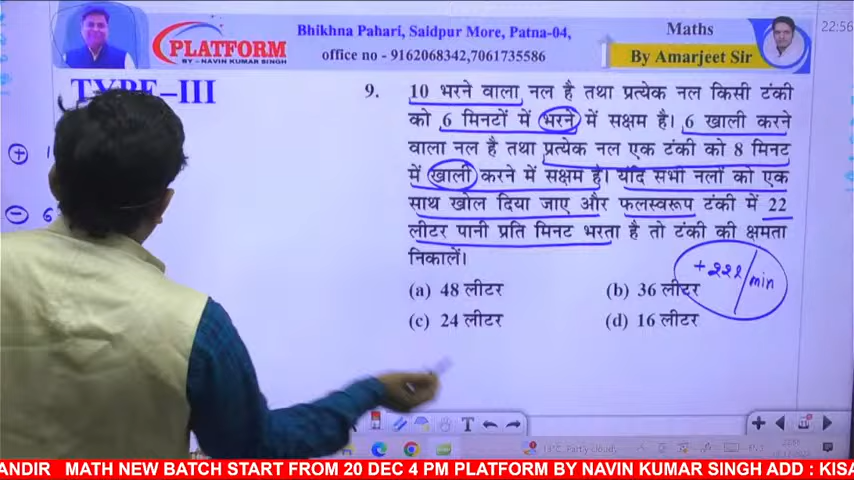 PLATFORM
BY - NAVIN KUMAR SINGH
Bhikhna Pahari, Saidpur More, Patna-04,
office no - 9162068342,7061735586
Maths
By Amarjeet Sir
22:56
TYPE-III
9. 10 भरने वाला नल है तथा प्रत्येक नल किसी टंकी
को 6 मिनटों में भरने में सक्षम है। 6 खाली करने
वाला नल है तथा प्रत्येक नल एक टंकी को 8 मिनट
में खाली करने में सक्षम है। यदि सभी नलों को एक
साथ खोल दिया जाए और फलस्वरूप टंकी में 22
लीटर पानी प्रति मिनट भरता है तो टंकी की क्षमता
निकालें।
+22l/min
(a) 48 लीटर (b) 36 लीटर
(c) 24 लीटर (d) 16 लीटर
+ 1
- 6
T
ANDIR MATH NEW BATCH START FROM 20 DEC 4 PM PLATFORM BY NAVIN KUMAR SINGH ADD : KISA